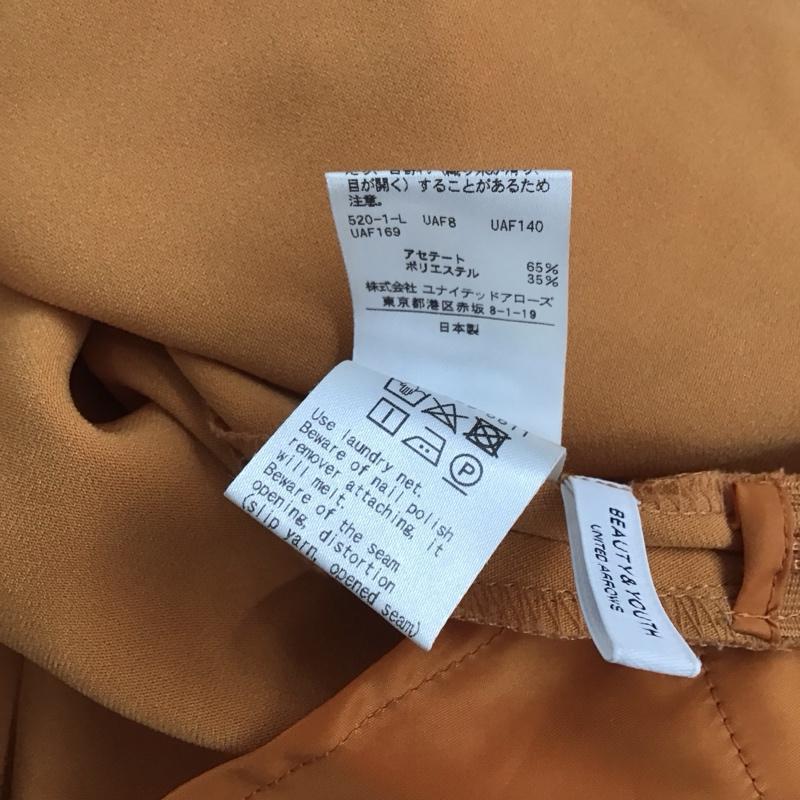 目が開く)することがあるため
注意。
520-1-L UAF8 UAF140
UAF169
アセテート 65%
ポリエステル 35%
株式会社 ユナイテッドアローズ
東京都港区赤坂 8-1-19
日本製
Use laundry net.
Beware of nail polish
remover attaching, it
will melt.
Beware of the seam
opening, distortion
(slip yarn, opened seam)
BEAUTY & YOUTH
UNITED ARROWS